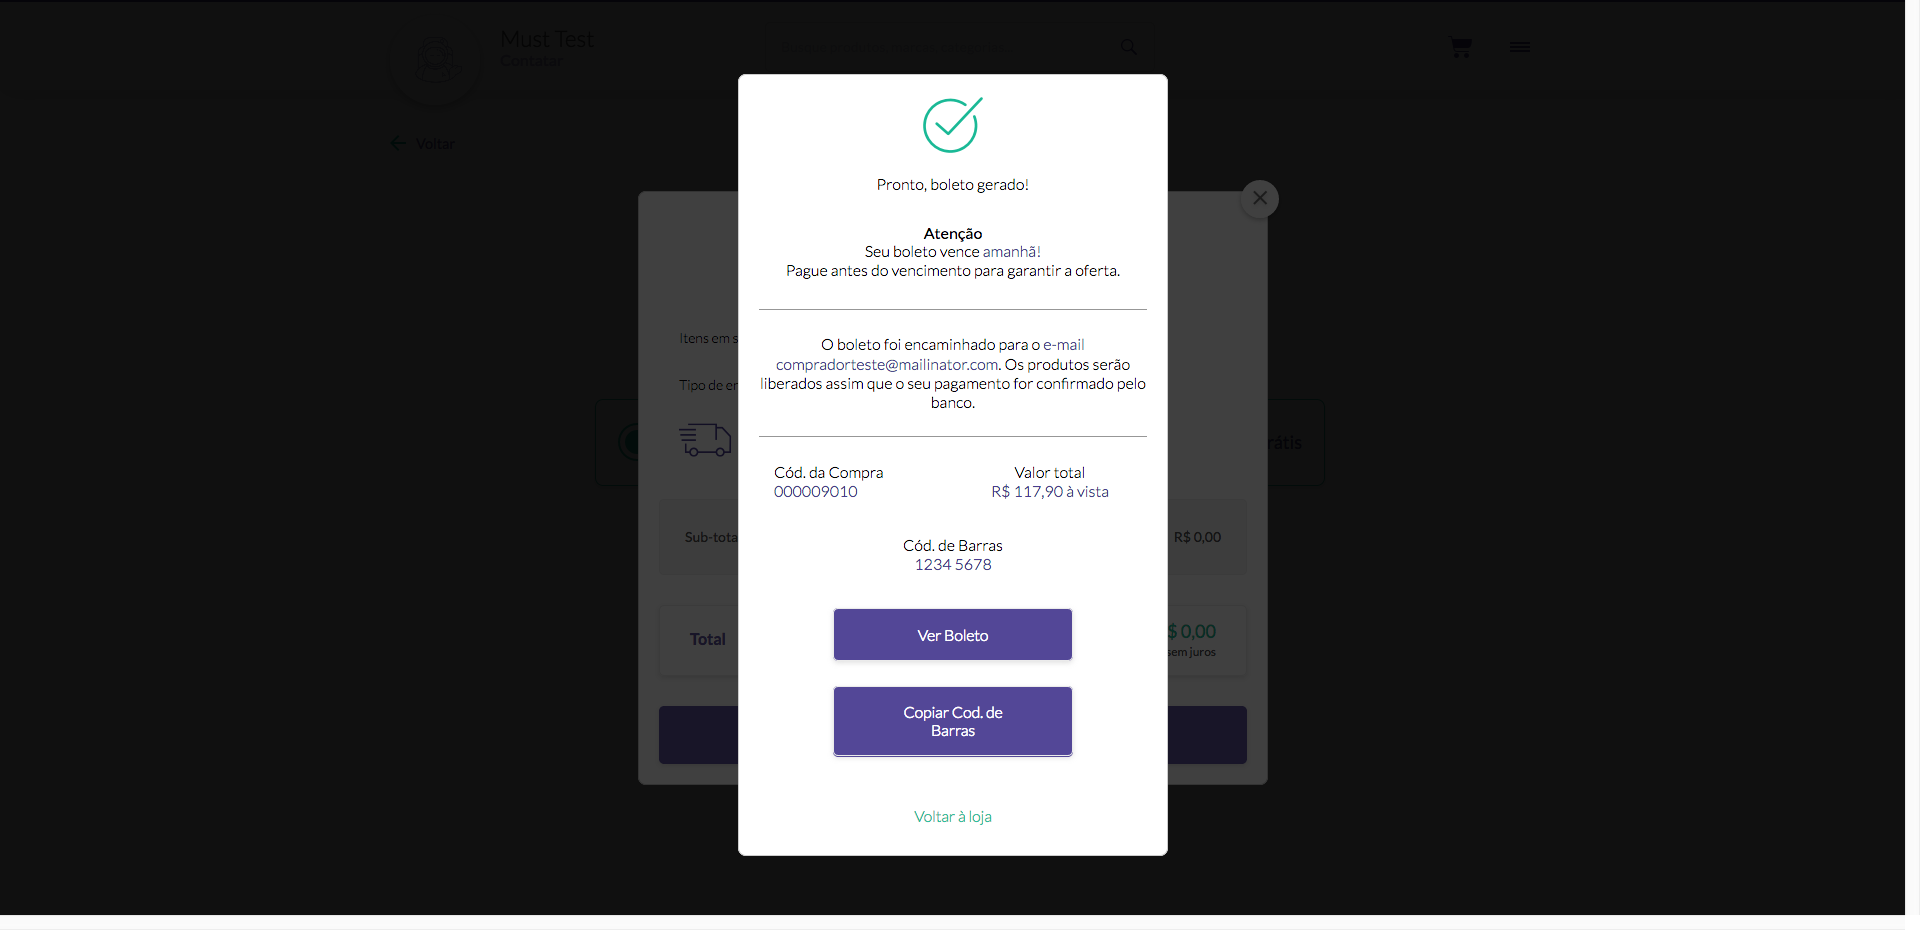 Must Test
Contatar
Voltar
Pronto, boleto gerado!
Atenção
Seu boleto vence amanhã!
Pague antes do vencimento para garantir a oferta.
Itens em s
O boleto foi encaminhado para o e-mail
compradorteste@mailinator.com. Os produtos serão
liberados assim que o seu pagamento for confirmado pelo
banco.
Tipo de er
rátis
Cód. da Compra
000009010
Valor total
R$ 117,90 à vista
Sub-tota
R$ 0,00
Cód. de Barras
1234 5678
Ver Boleto
Total
$ 0,00
sem juros
Copiar Cod. de
Barras
Voltar à loja